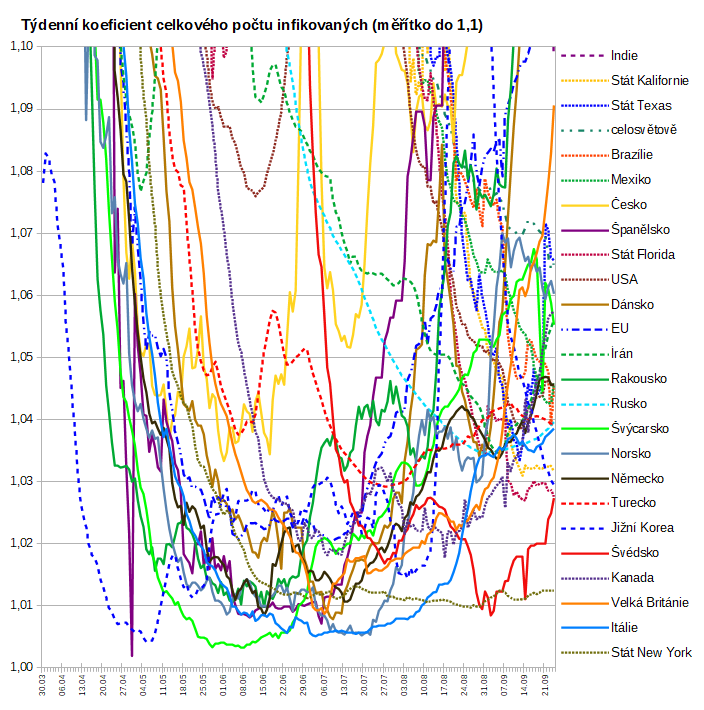 Týdenní koeficient celkového počtu infikovaných (měřítko do 1,1)
1,10
1,09
1,08
1,07
1,06
1,05
1,04
1,03
1,02
1,01
1,00
30.03
06.04
13.04
20.04
27.04
04.05
11.05
18.05
25.05
01.06
08.06
15.06
22.06
29.06
06.07
13.07
20.07
27.07
03.08
10.08
17.08
24.08
31.08
07.09
14.09
21.09
Indie
Stát Kalifornie
Stát Texas
celosvětově
Brazílie
Mexiko
Česko
Španělsko
Stát Florida
USA
Dánsko
EU
Írán
Rakousko
Rusko
Švýcarsko
Norsko
Německo
Turecko
Jižní Korea
Švédsko
Kanada
Velká Británie
Itálie
Stát New York